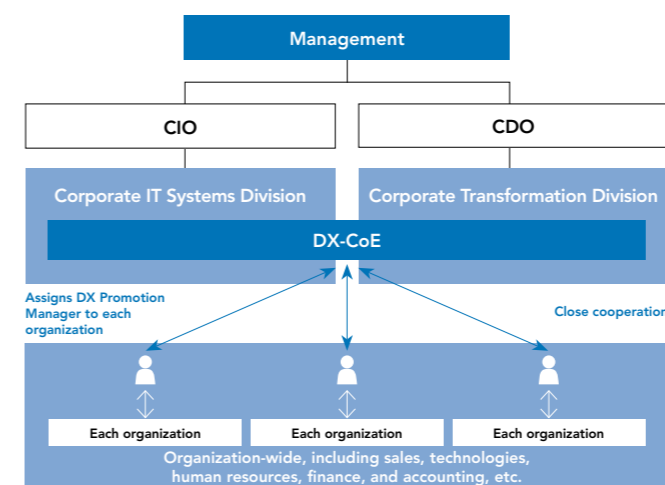 Management
CIO
CDO
Corporate IT Systems Division
Corporate Transformation Division
DX-CoE
Assigns DX Promotion
Manager to each
organization
Close cooperation
Each organization
Each organization
Each organization
Organization-wide, including sales, technologies,
human resources, finance, and accounting, etc.